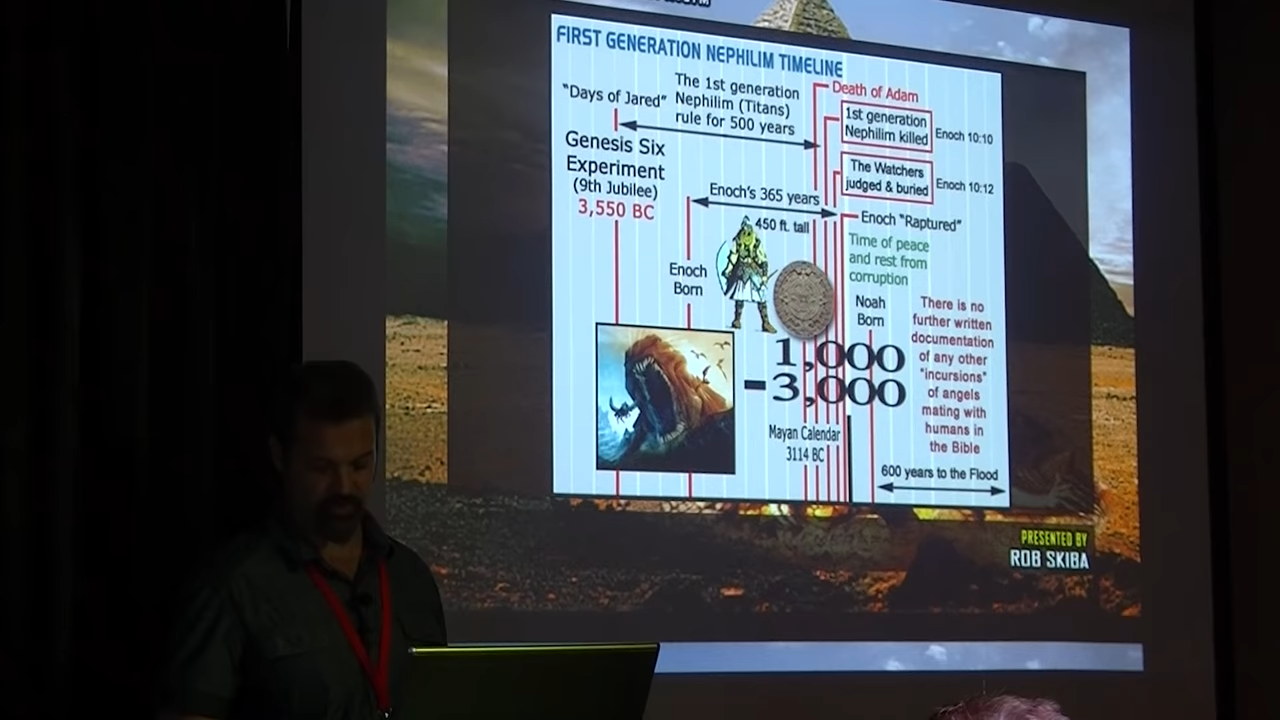 FIRST GENERATION NEPHILIM TIMELINE
"Days of Jared"
The 1st generation
Nephilim (Titans)
rule for 500 years
Death of Adam
1st generation
Nephilim killed
Enoch 10:10
Genesis Six
Experiment
(9th Jubilee)
3,550 BC
The Watchers
judged & buried
Enoch 10:12
Enoch's 365 years
450 ft. tall
Enoch "Raptured"
Time of peace
and rest from
corruption
Enoch
Born
Noah
Born
There is no
further written
documentation
of any other
"incursions"
of angels
mating with
humans in
the Bible
1,000
-3,000
Mayan Calendar
3114 BC
600 years to the Flood
PRESENTED BY
ROB SKIBA